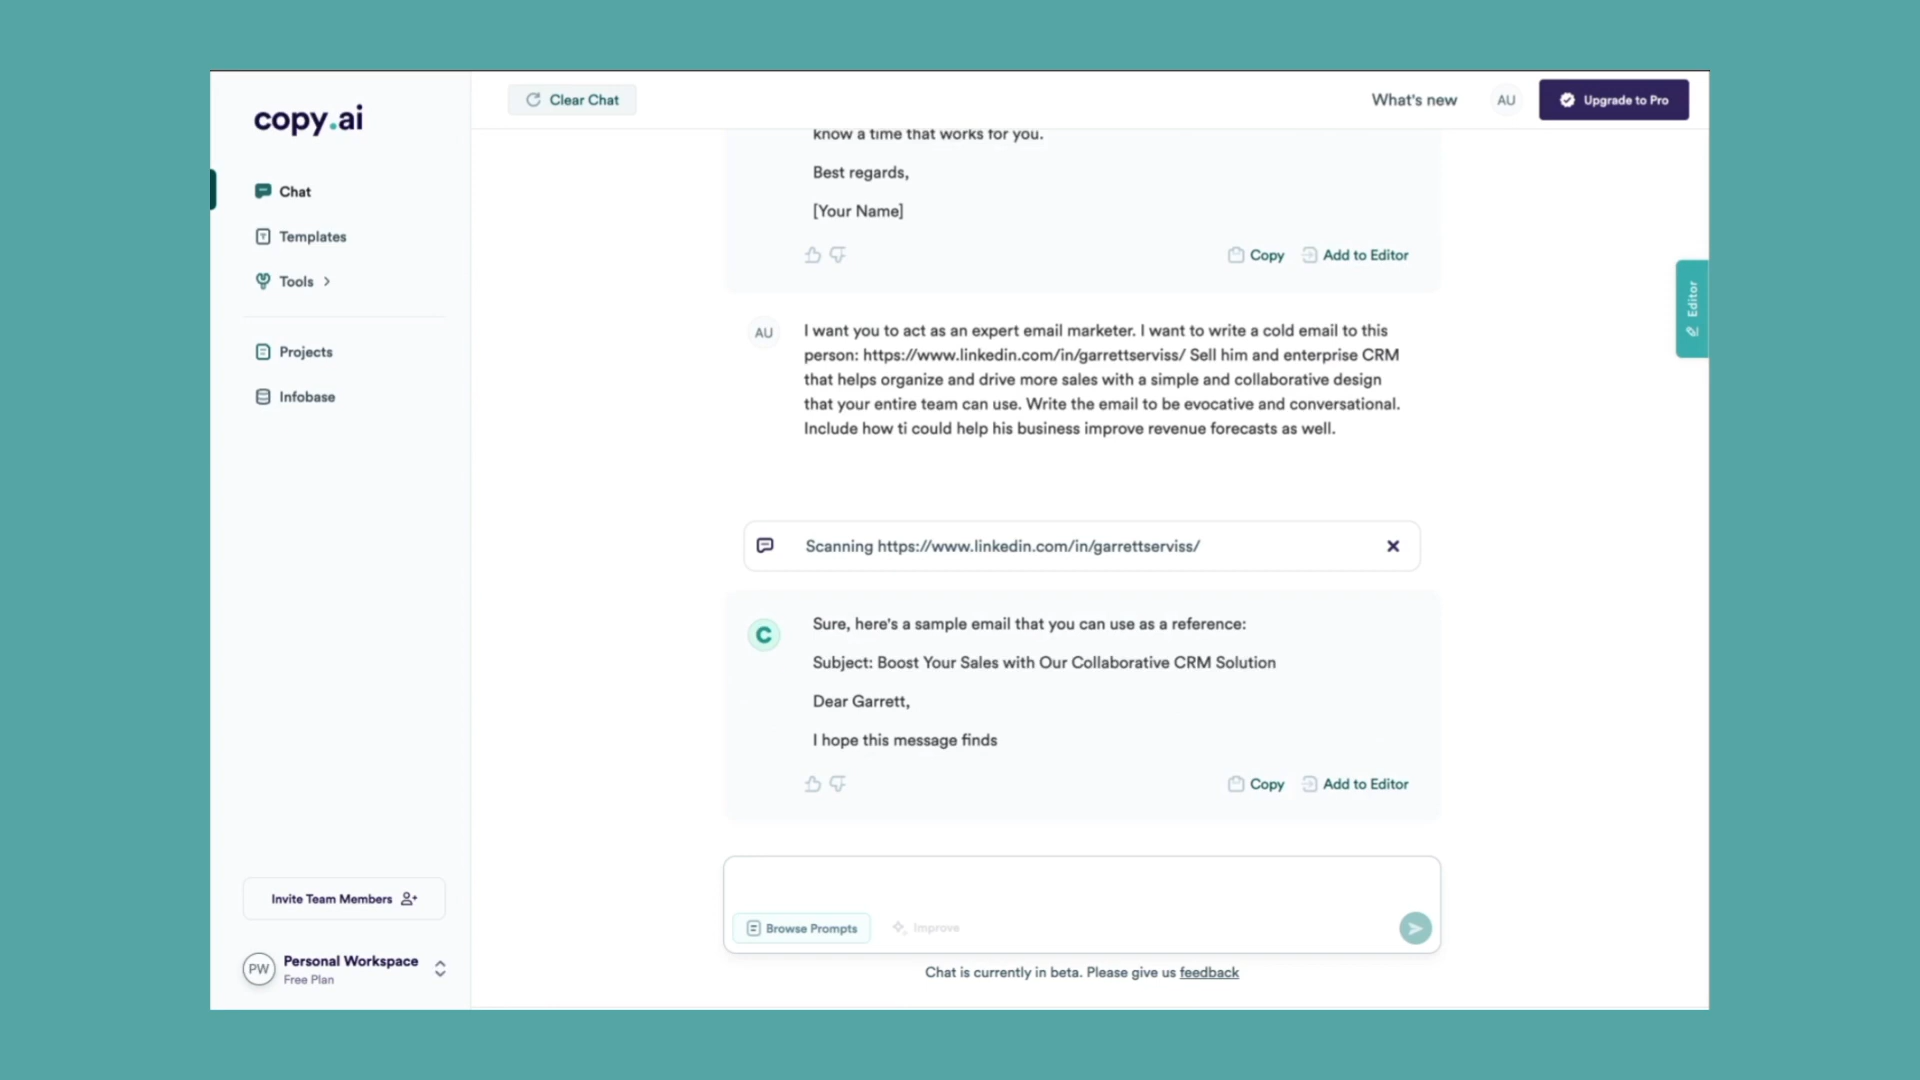 copy.ai
Chat
Templates
Tools
Projects
Infobase
Invite Team Members
PW
Personal Workspace
Free Plan
Clear Chat
What's new
AU
Upgrade to Pro
know a time that works for you.
Best regards,
[Your Name]
Copy
Add to Editor
Editor
AU
I want you to act as an expert email marketer. I want to write a cold email to this
person: https://www.linkedin.com/in/garrettserviss/ Sell him and enterprise CRM
that helps organize and drive more sales with a simple and collaborative design
that your entire team can use. Write the email to be evocative and conversational.
Include how ti could help his business improve revenue forecasts as well.
Scanning https://www.linkedin.com/in/garrettserviss/
C
Sure, here's a sample email that you can use as a reference:
Subject: Boost Your Sales with Our Collaborative CRM Solution
Dear Garrett,
I hope this message finds
Copy
Add to Editor
Browse Prompts
Improve
Chat is currently in beta. Please give us feedback